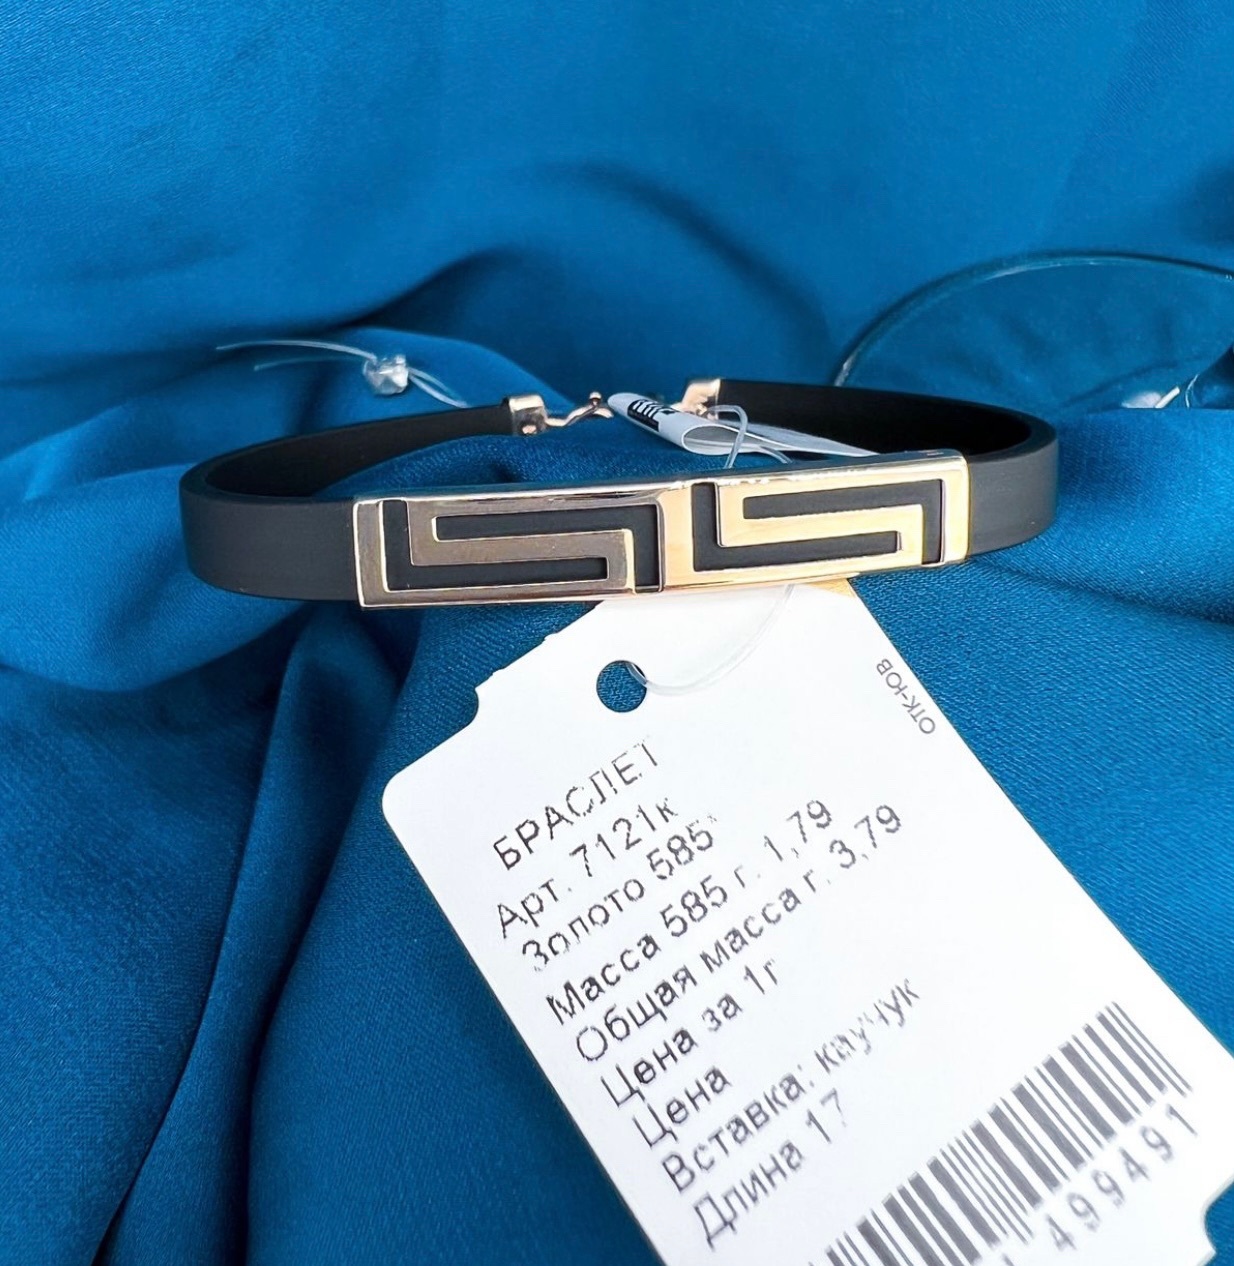 ОТК-ЮВ
БРАСЛЕТ
Арт. 7121к
Золото 585°
Масса 585 г. 1,79
Общая масса г. 3,79
Цена за 1г
Цена
Вставка: каучук
Длина 17
499491